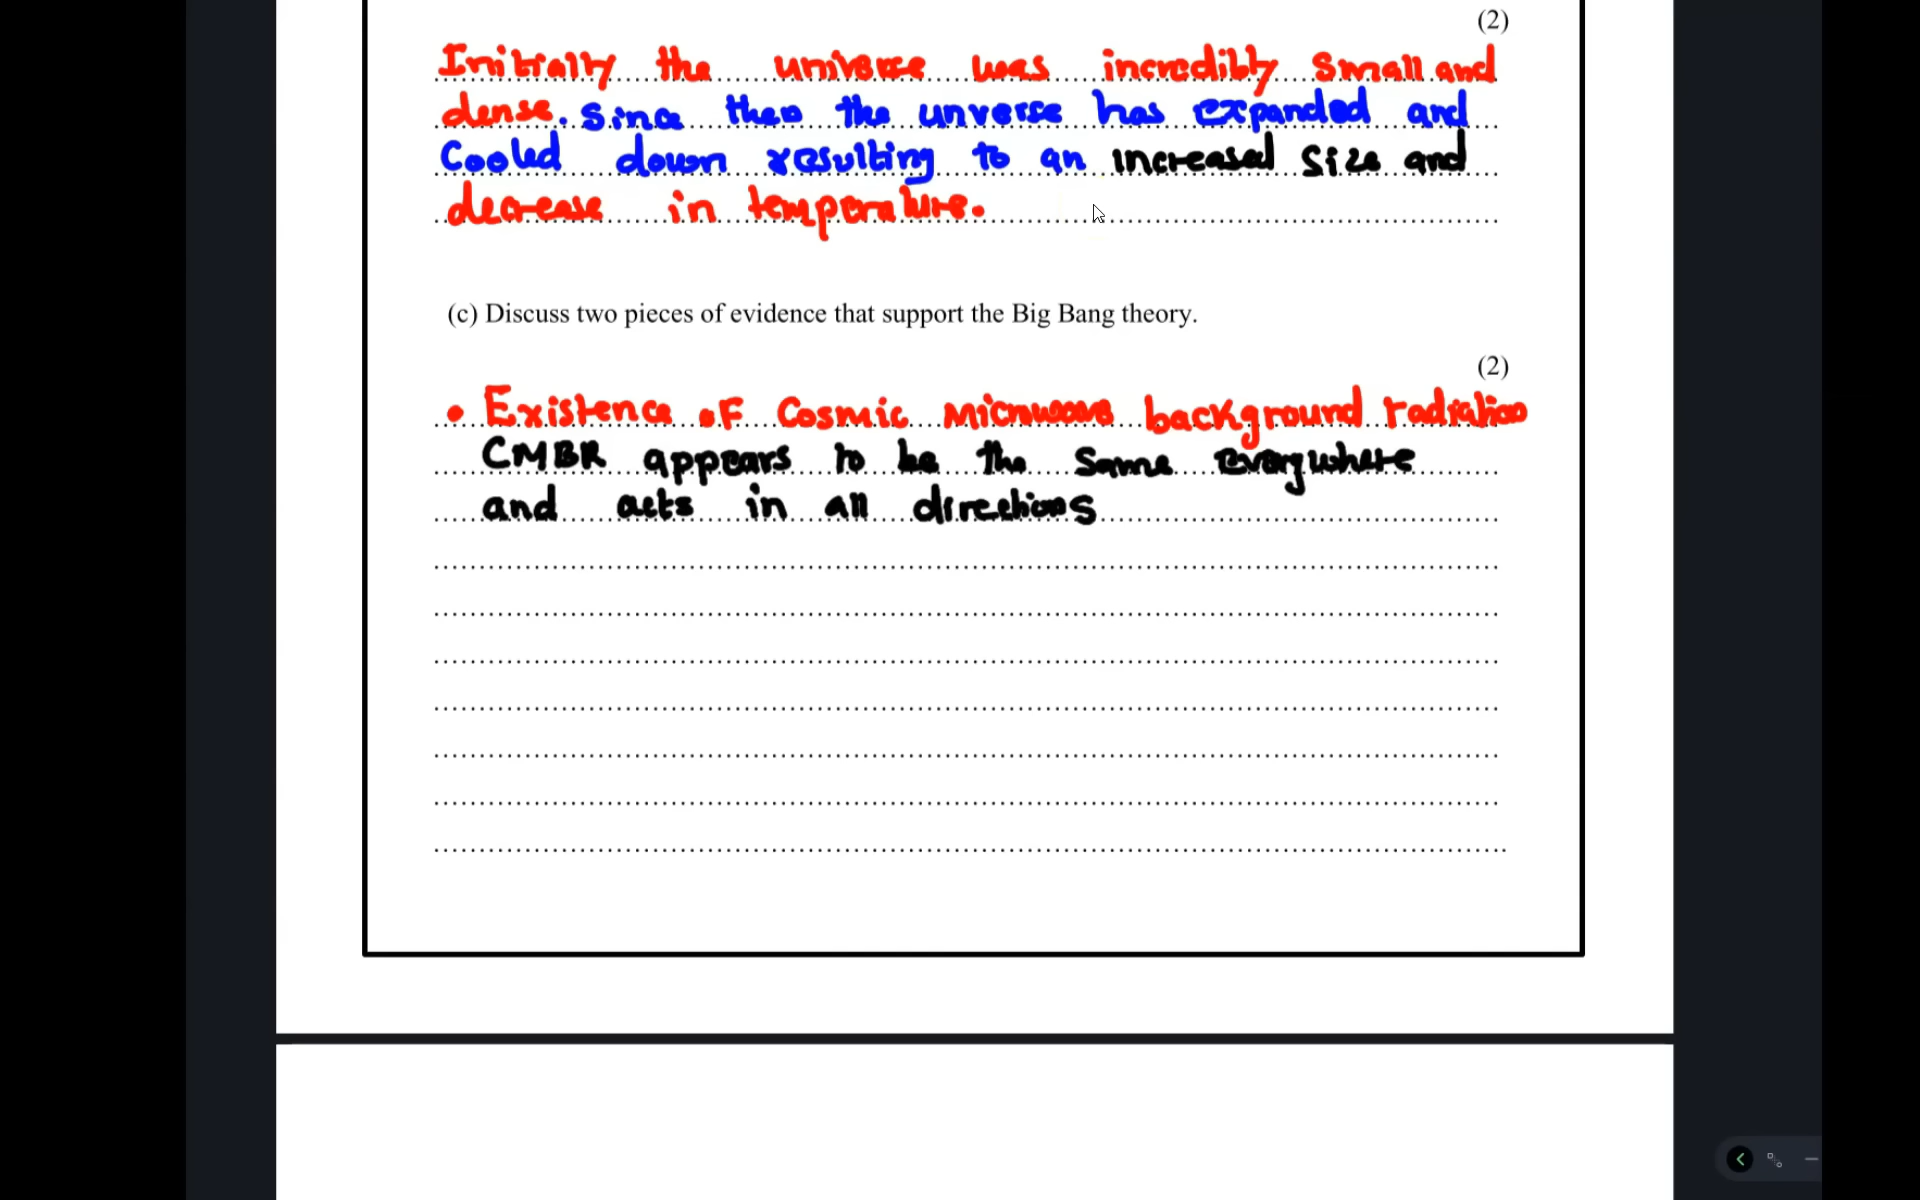 (2)
Initially the universe was incredibly small and
dense. Since then the unverse has expanded and
Cooled down resulting to an increased size and
decrease in temperature.
(c) Discuss two pieces of evidence that support the Big Bang theory.
(2)
• Existence of Cosmic Microwave background radiation
CMBR appears to be the same everywhere
and acts in all directions